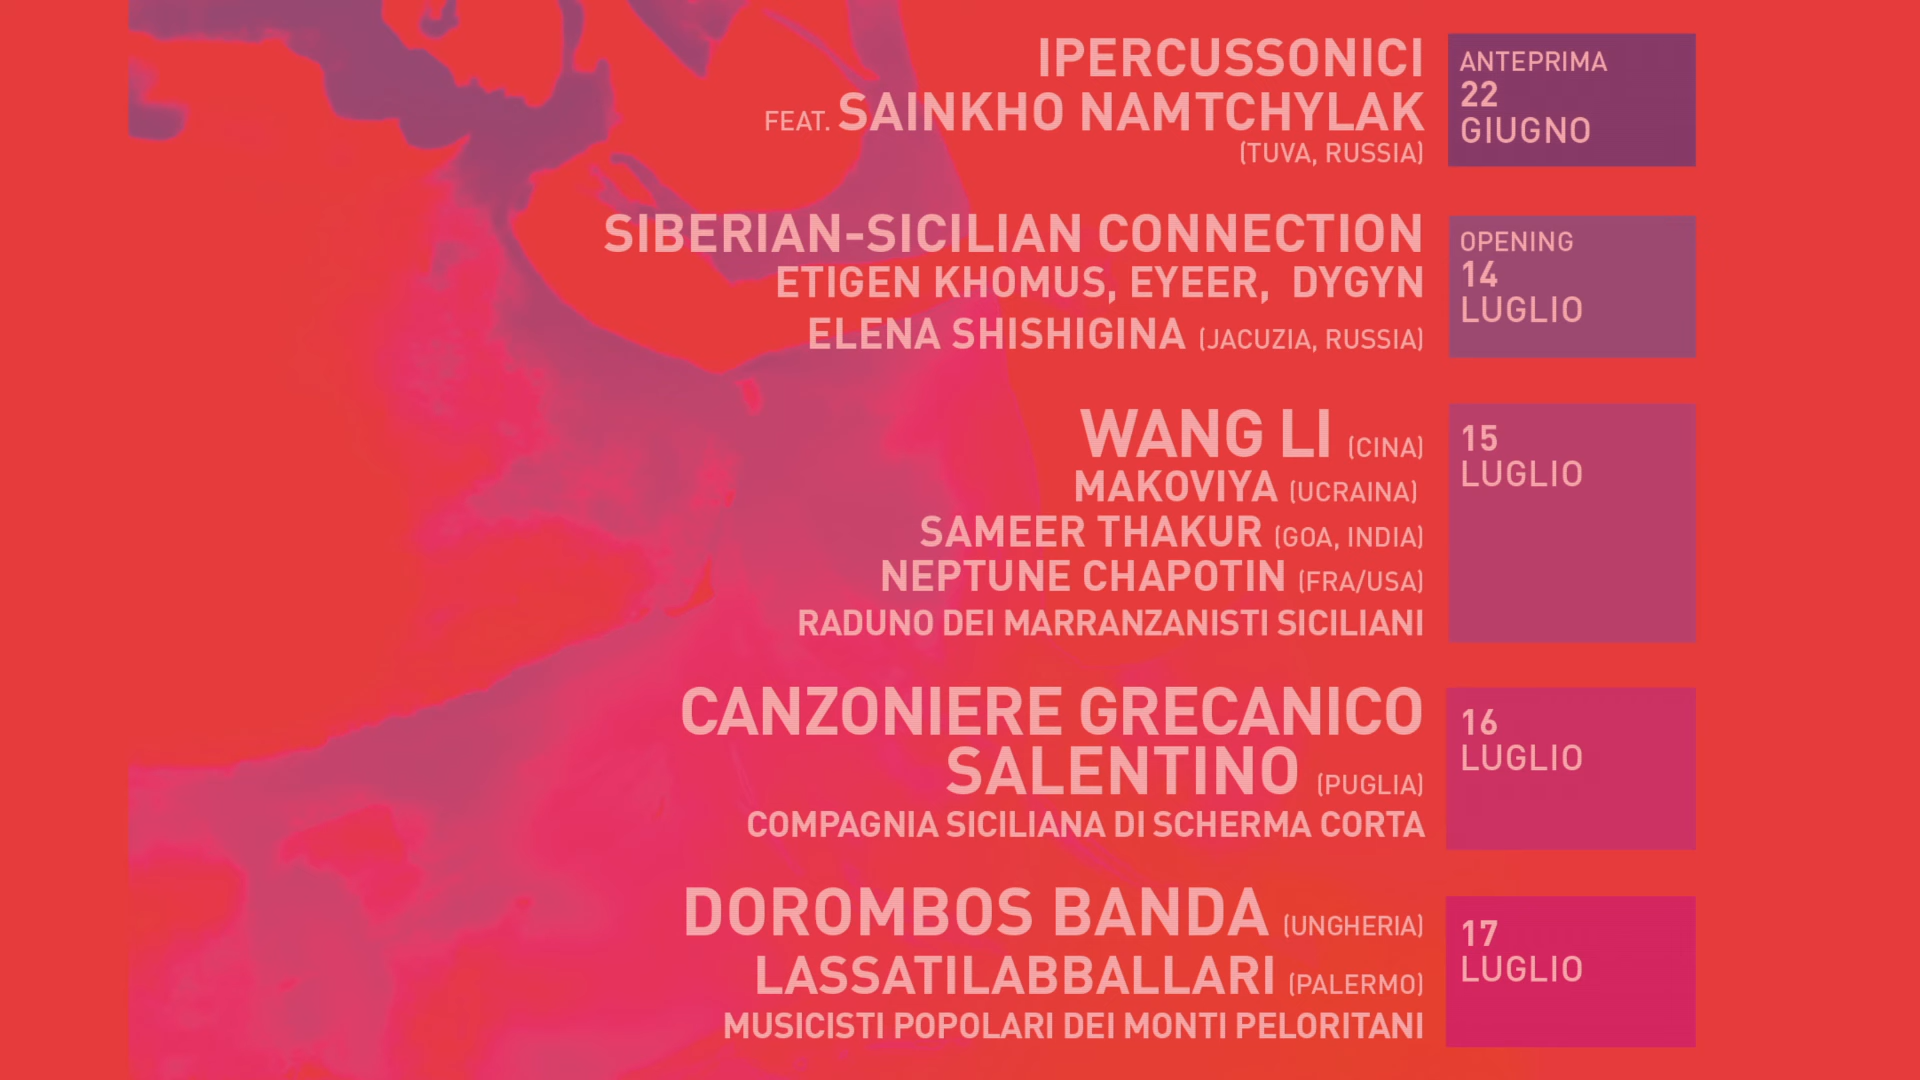 IPERCUSSONICI
FEAT. SAINKHO NAMTCHYLAK
(TUVA, RUSSIA)
ANTEPRIMA
22
GIUGNO
SIBERIAN-SICILIAN CONNECTION
ETIGEN KHOMUS, EYEER, DYGYN
ELENA SHISHIGINA (JACUZIA, RUSSIA)
OPENING
14
LUGLIO
WANG LI (CINA)
MAKOVIYA (UCRAINA)
SAMEER THAKUR (GOA, INDIA)
NEPTUNE CHAPOTIN (FRA/USA)
RADUNO DEI MARRANZANISTI SICILIANI
15
LUGLIO
CANZONIERE GRECANICO
SALENTINO (PUGLIA)
COMPAGNIA SICILIANA DI SCHERMA CORTA
16
LUGLIO
DOROMBOS BANDA (UNGHERIA)
LASSATILABBALLARI (PALERMO)
MUSICISTI POPOLARI DEI MONTI PELORITANI
17
LUGLIO